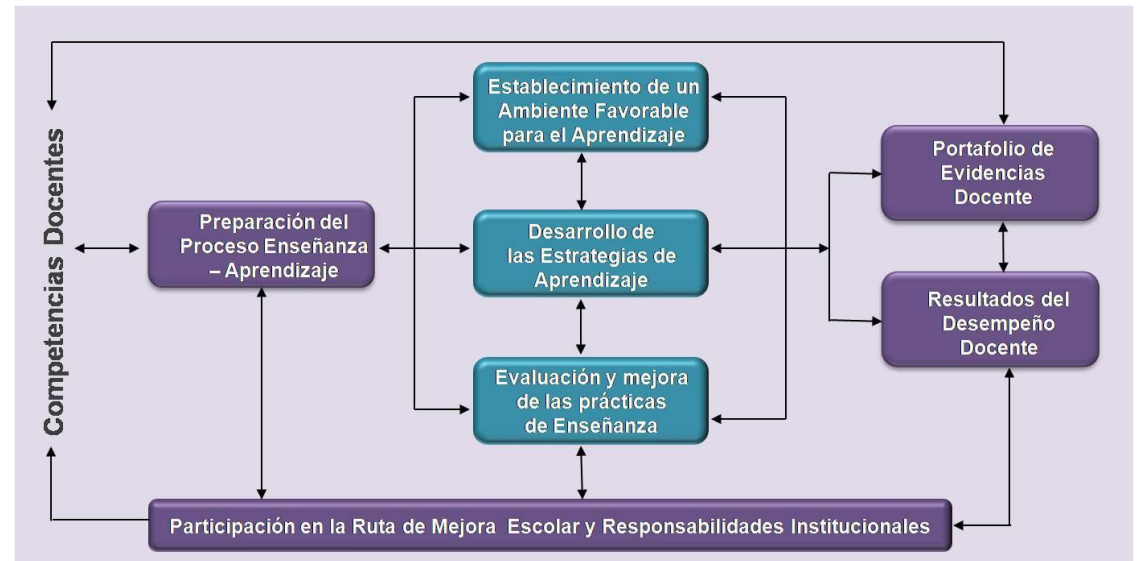 Competencias Docentes
Preparación del
Proceso Enseñanza
– Aprendizaje
Establecimiento de un
Ambiente Favorable
para el Aprendizaje
Desarrollo de
las Estrategias de
Aprendizaje
Evaluación y mejora
de las prácticas
de Enseñanza
Portafolio de
Evidencias
Docente
Resultados del
Desempeño
Docente
Participación en la Ruta de Mejora Escolar y Responsabilidades Institucionales